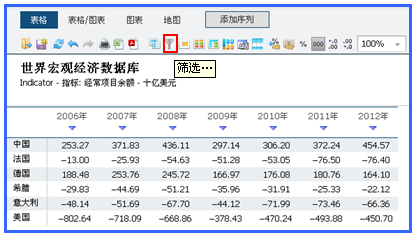 表格 表格/图表 图表 地图 添加序列
% 000 +.0 .00 100%
筛选…
世界宏观经济数据库
Indicator - 指标: 经常项目余额 - 十亿美元
2006年 2007年 2008年 2009年 2010年 2011年 2012年
中国 253.27 371.83 436.11 297.14 306.20 372.24 454.57
法国 -13.00 -25.93 -54.63 -51.28 -53.05 -76.50 -76.40
德国 188.48 253.76 245.72 166.97 176.08 180.76 164.10
希腊 -29.83 -44.69 -51.21 -35.96 -31.91 -25.33 -22.12
意大利 -48.14 -51.69 -67.70 -44.12 -71.99 -73.46 -66.36
美国 -802.64 -718.09 -668.86 -378.43 -470.24 -493.88 -450.70